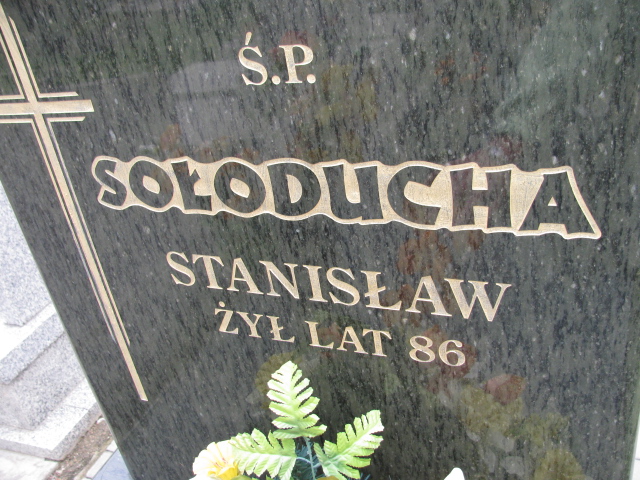 Ś.P.
SOŁODUCHA
STANISŁAW
ŻYŁ LAT 86